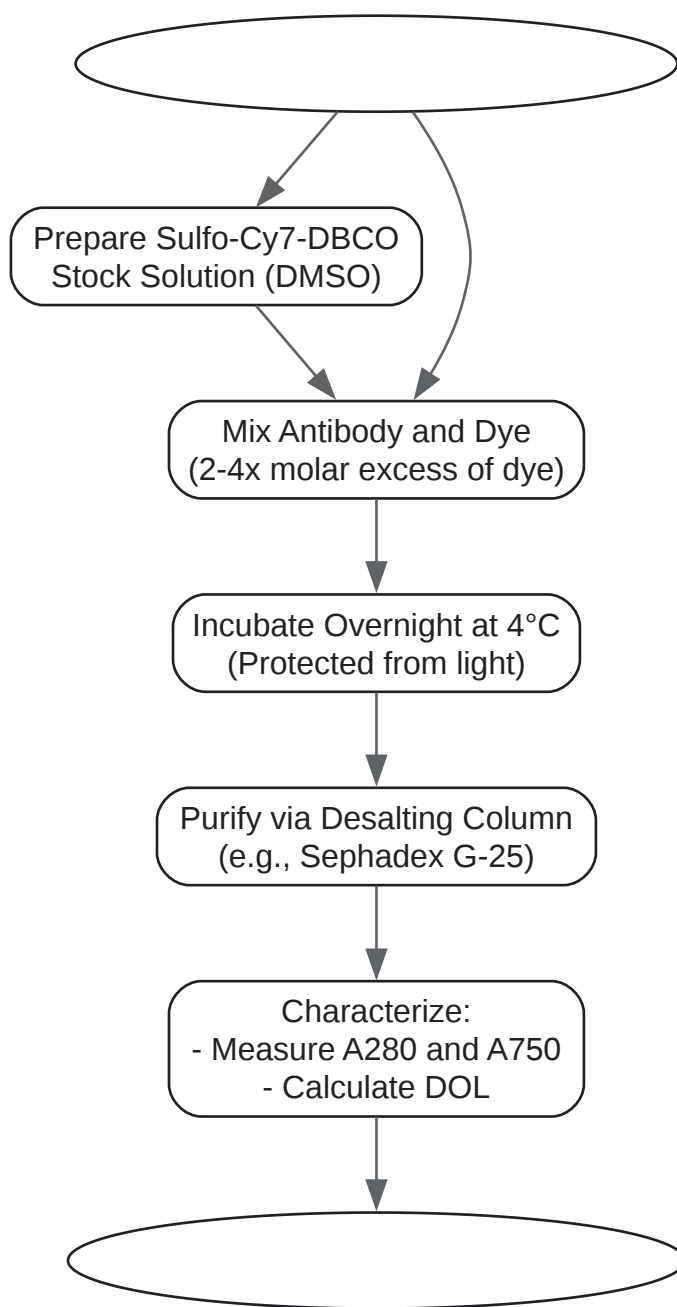 Prepare Sulfo-Cy7-DBCO
Stock Solution (DMSO)
Mix Antibody and Dye
(2-4x molar excess of dye)
Incubate Overnight at 4°C
(Protected from light)
Purify via Desalting Column
(e.g., Sephadex G-25)
Characterize:
- Measure A280 and A750
- Calculate DOL